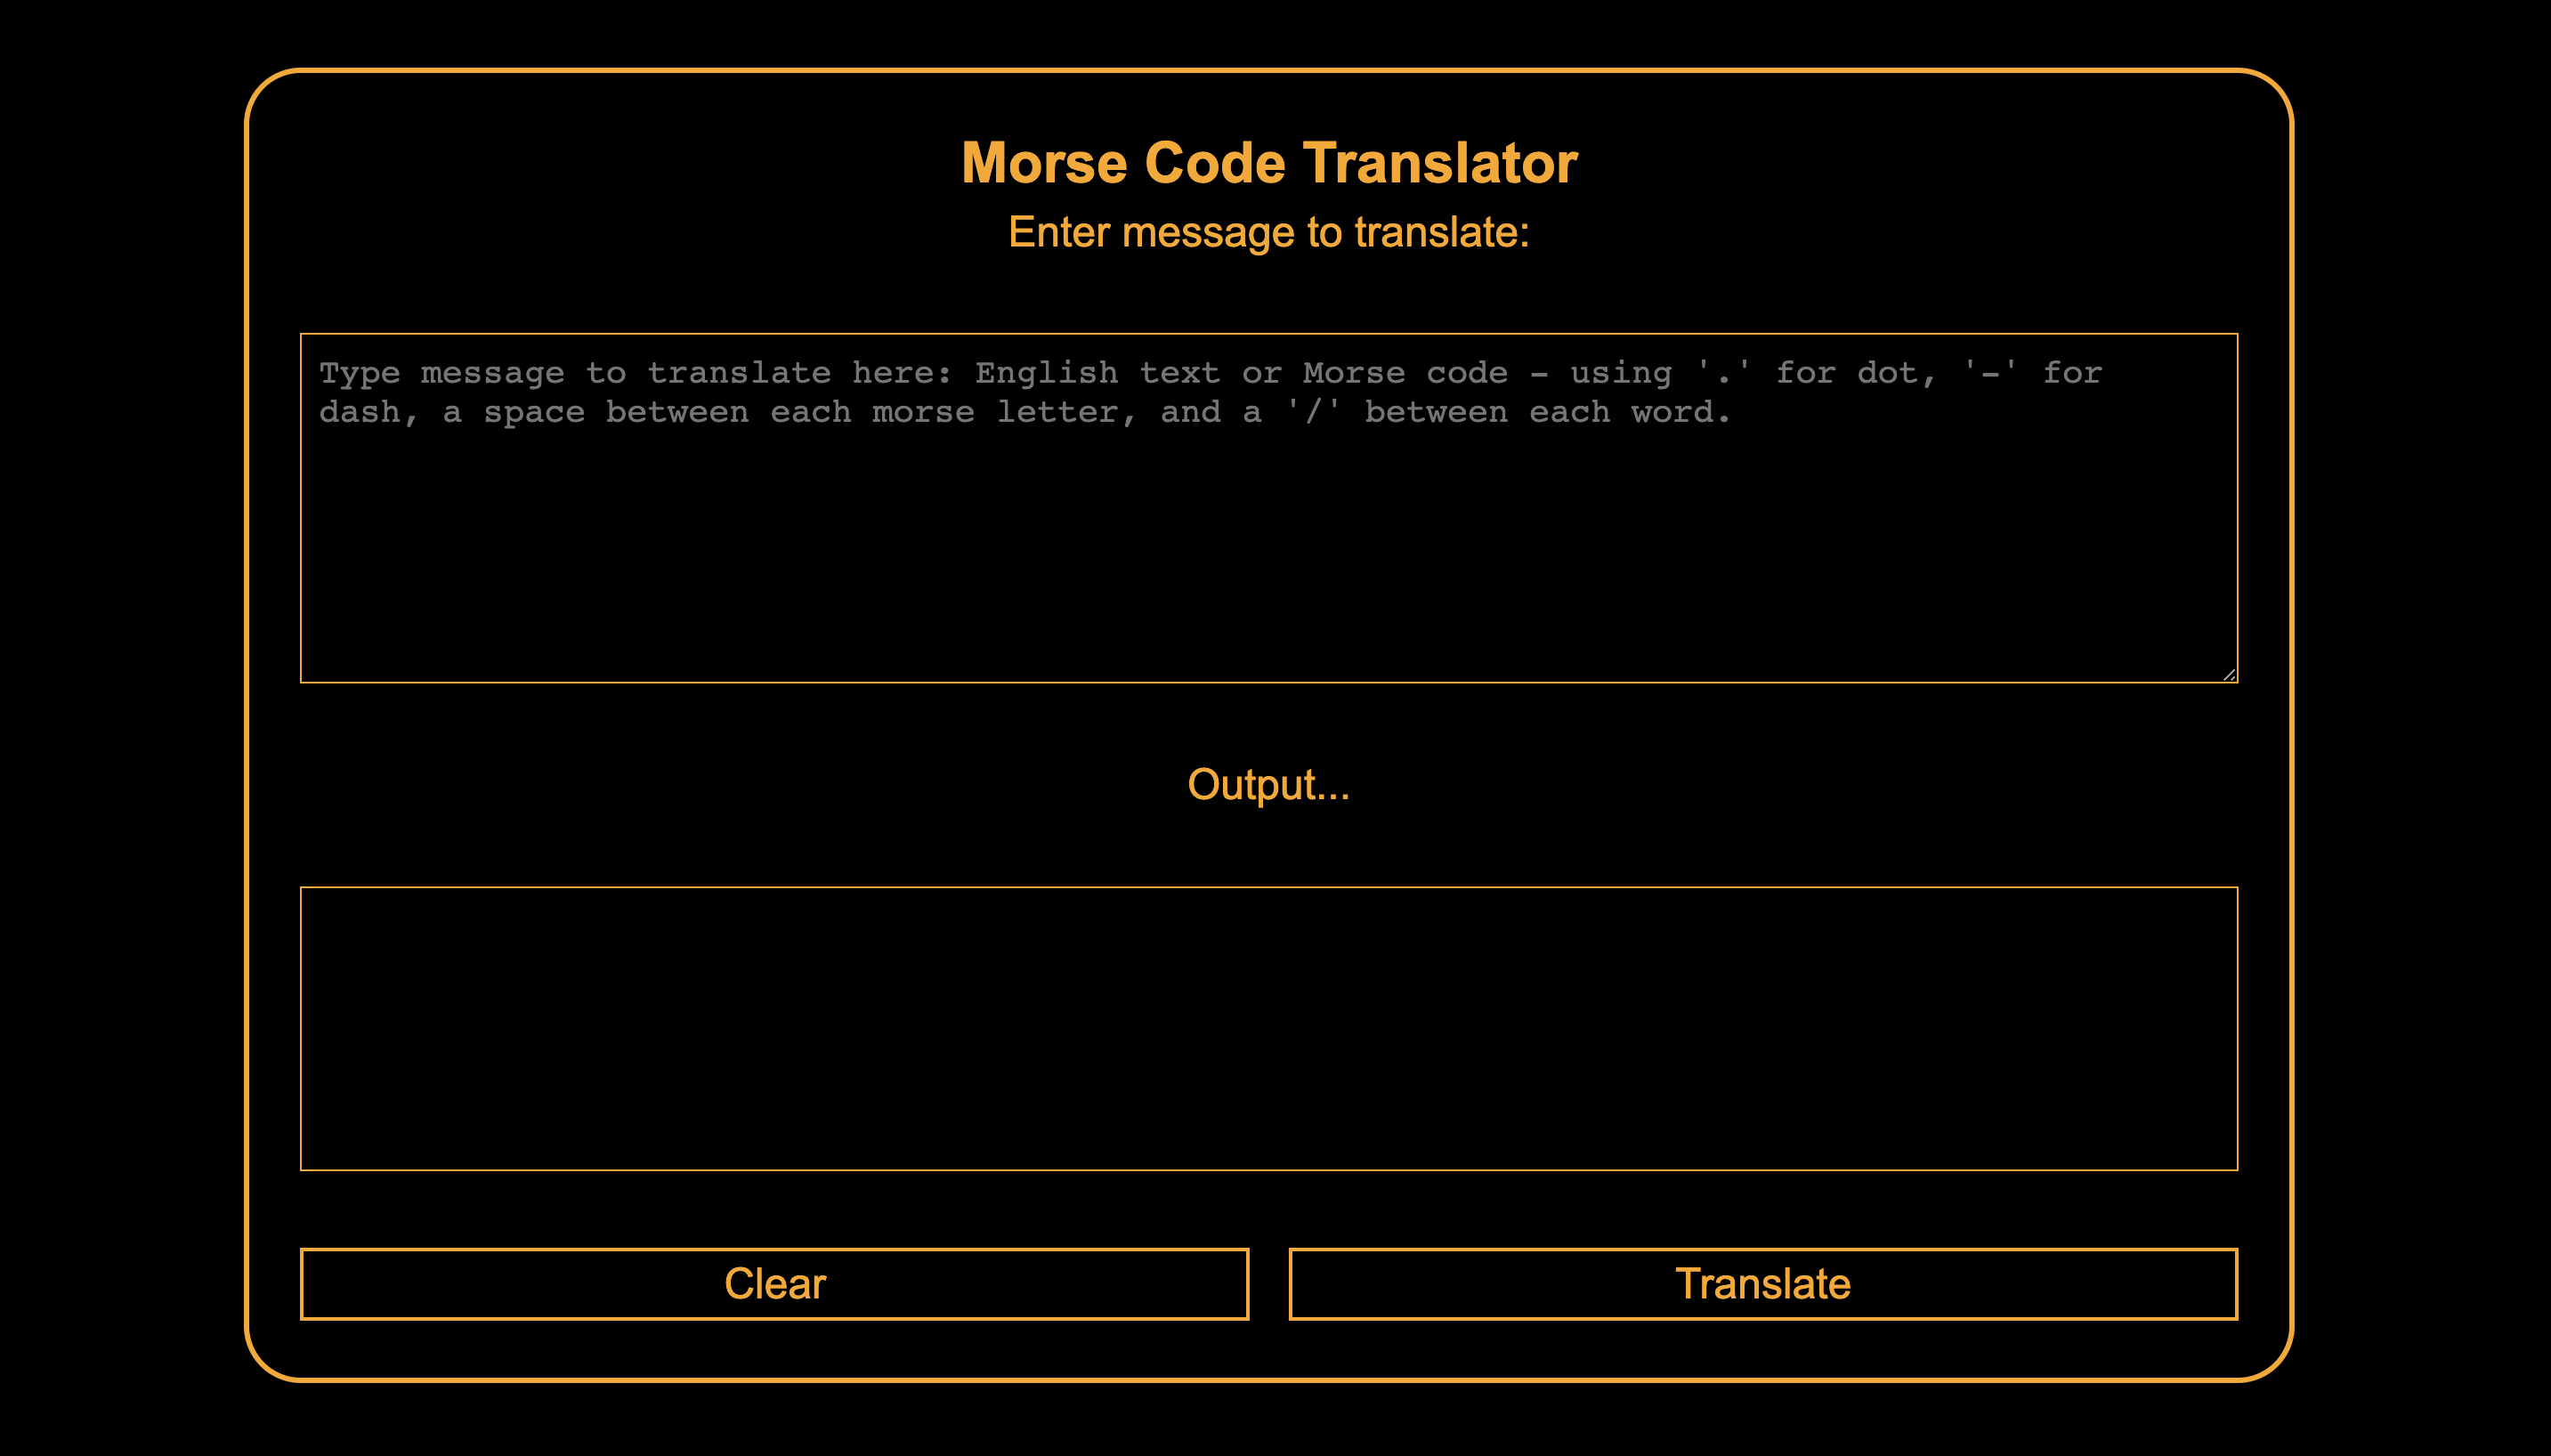 Morse Code Translator
Enter message to translate:
Type message to translate here: English text or Morse code - using '.' for dot, '-' for
dash, a space between each morse letter, and a '/' between each word.
Output...
Clear
Translate